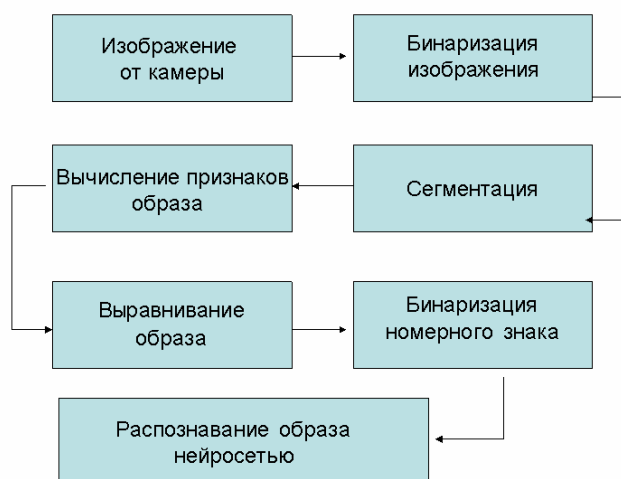 Изображение
от камеры
Бинаризация
изображения
Вычисление признаков
образа
Сегментация
Выравнивание
образа
Бинаризация
номерного знака
Распознавание образа
нейросетью